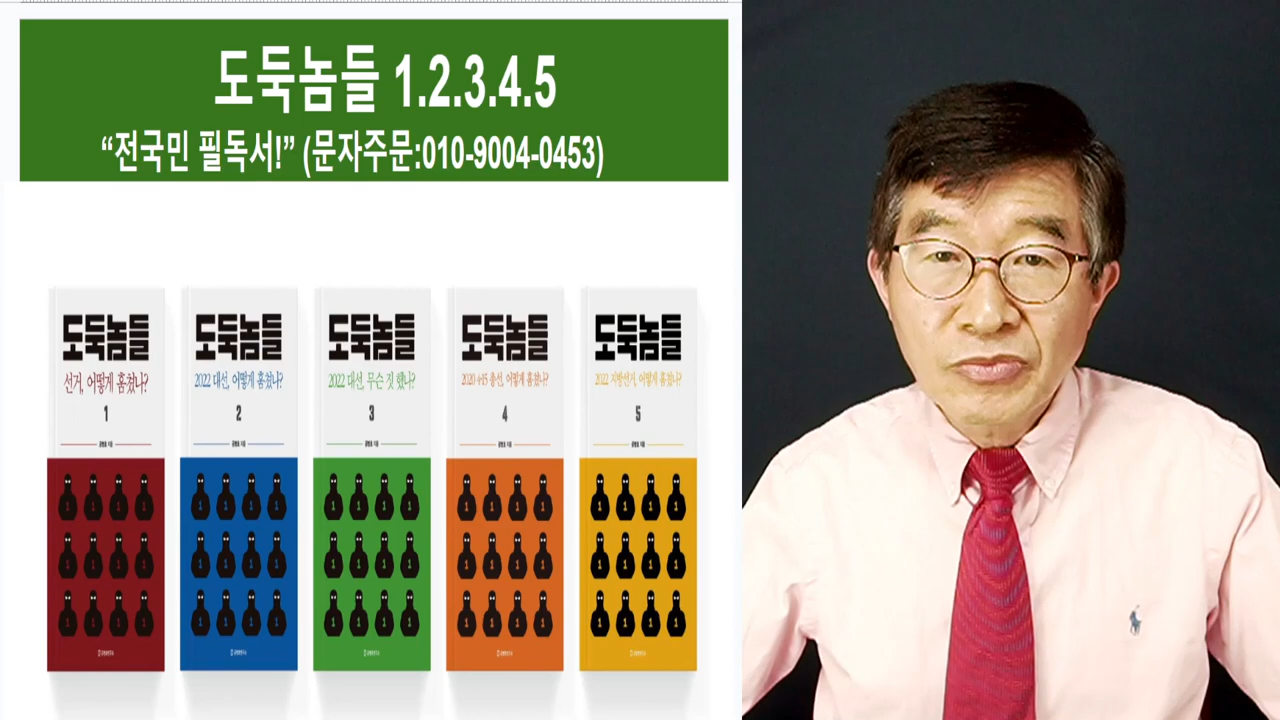 도둑놈들 1.2.3.4.5
“전국민 필독서!” (문자주문:010-9004-0453)
도둑놈들
선거, 어떻게 훔쳤나?
1
도둑놈들
2022 대선, 어떻게 훔쳤나?
2
도둑놈들
2022 대선, 무슨 짓 했나?
3
도둑놈들
2020 4·15 총선, 어떻게 훔쳤나?
4
도둑놈들
2022 지방선거, 어떻게 훔쳤나?
5